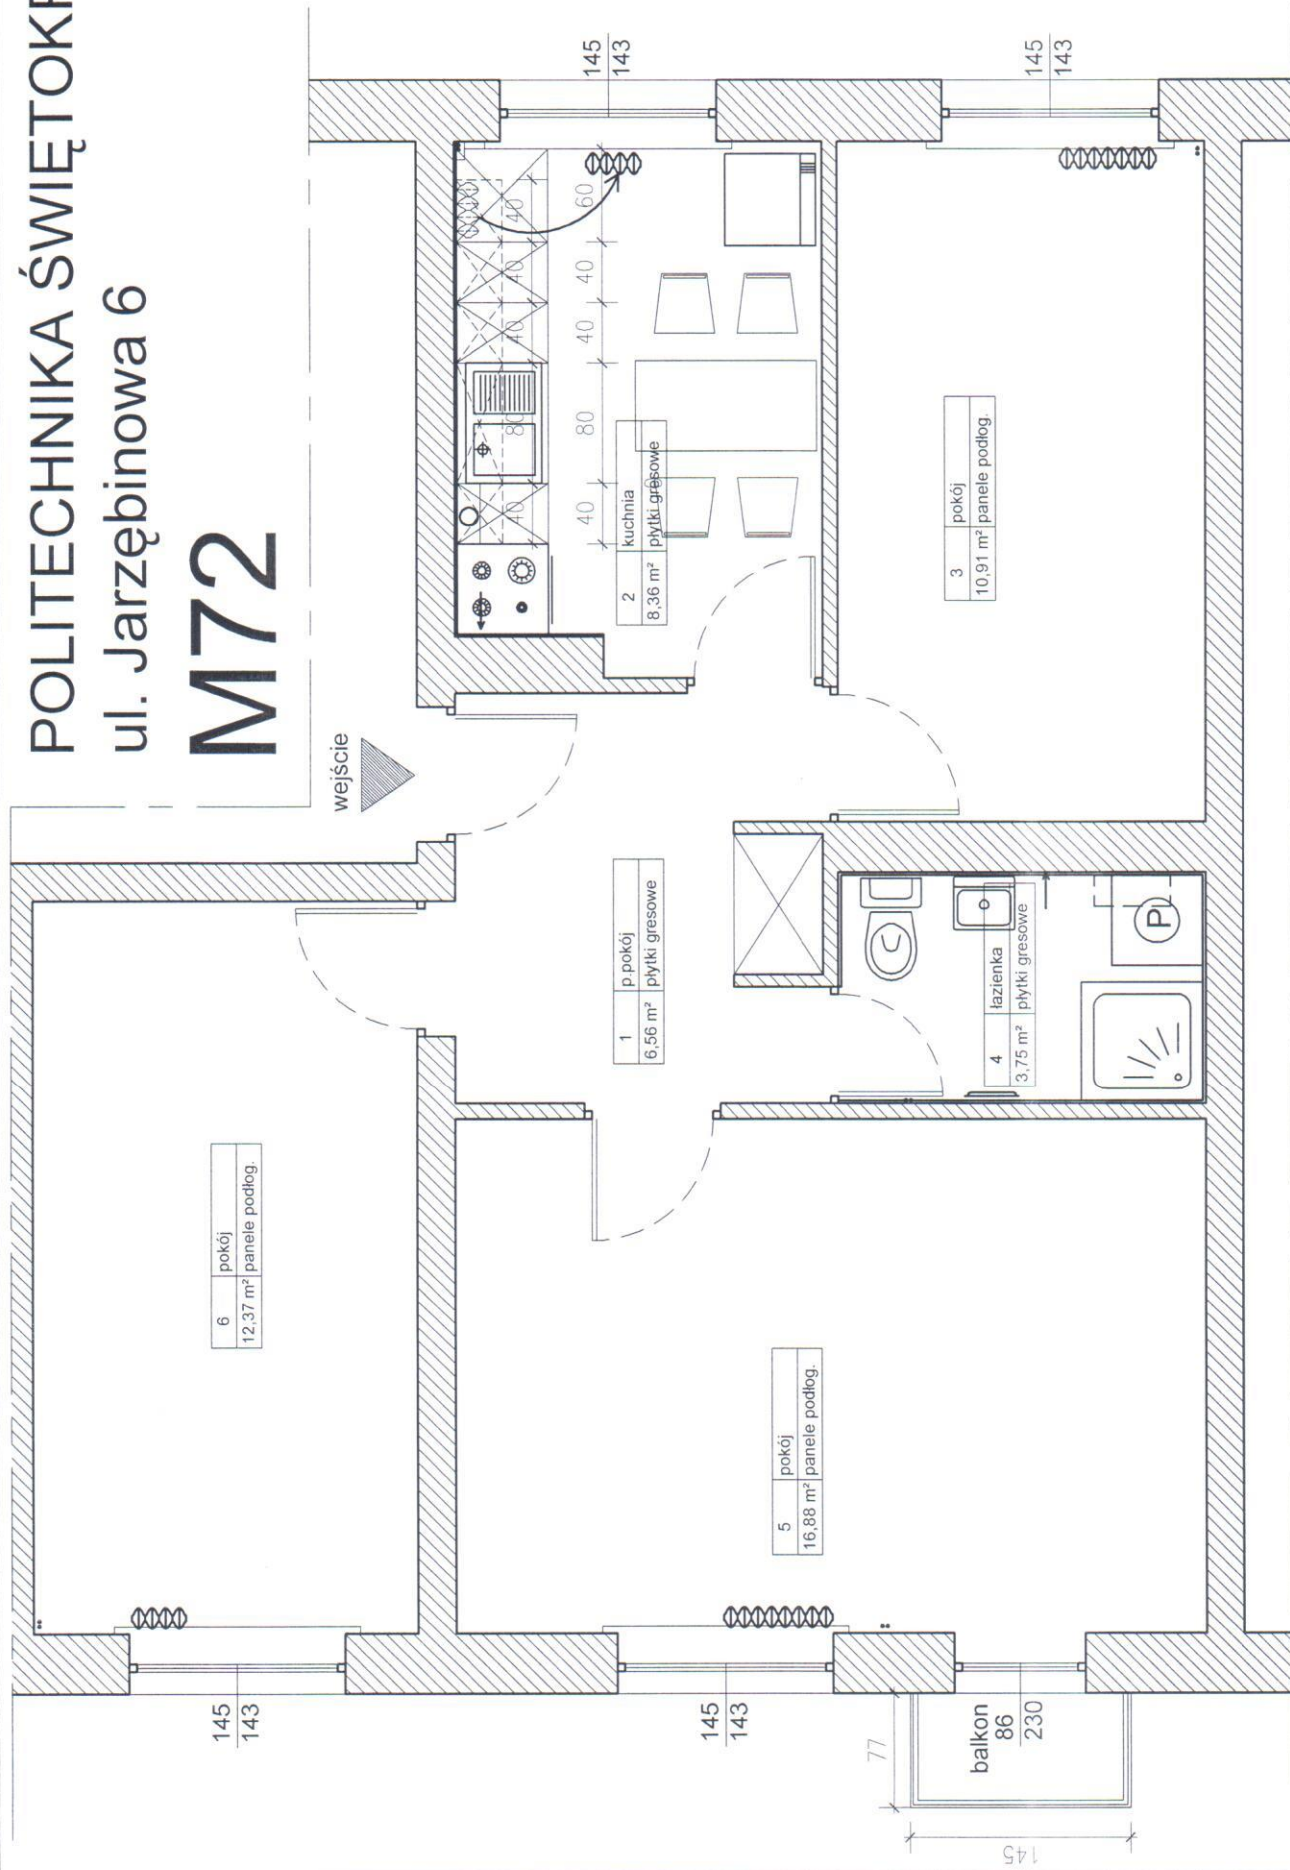 POLITECHNIKA ŚWIĘTOK
ul. Jarzębinowa 6
M72
wejście
6 pokój
12,37 m² panele podłog.
1 p.pokój
6,56 m² płytki gresowe
2 kuchnia
8,36 m² płytki gresowe
40 80 40 40 60
40 80 40 40 40
145
143
5 pokój
16,88 m² panele podłog.
4 łazienka
3,75 m² płytki gresowe
P
3 pokój
10,91 m² panele podłog.
145
143
145
143
145
143
balkon
86
230
77
145